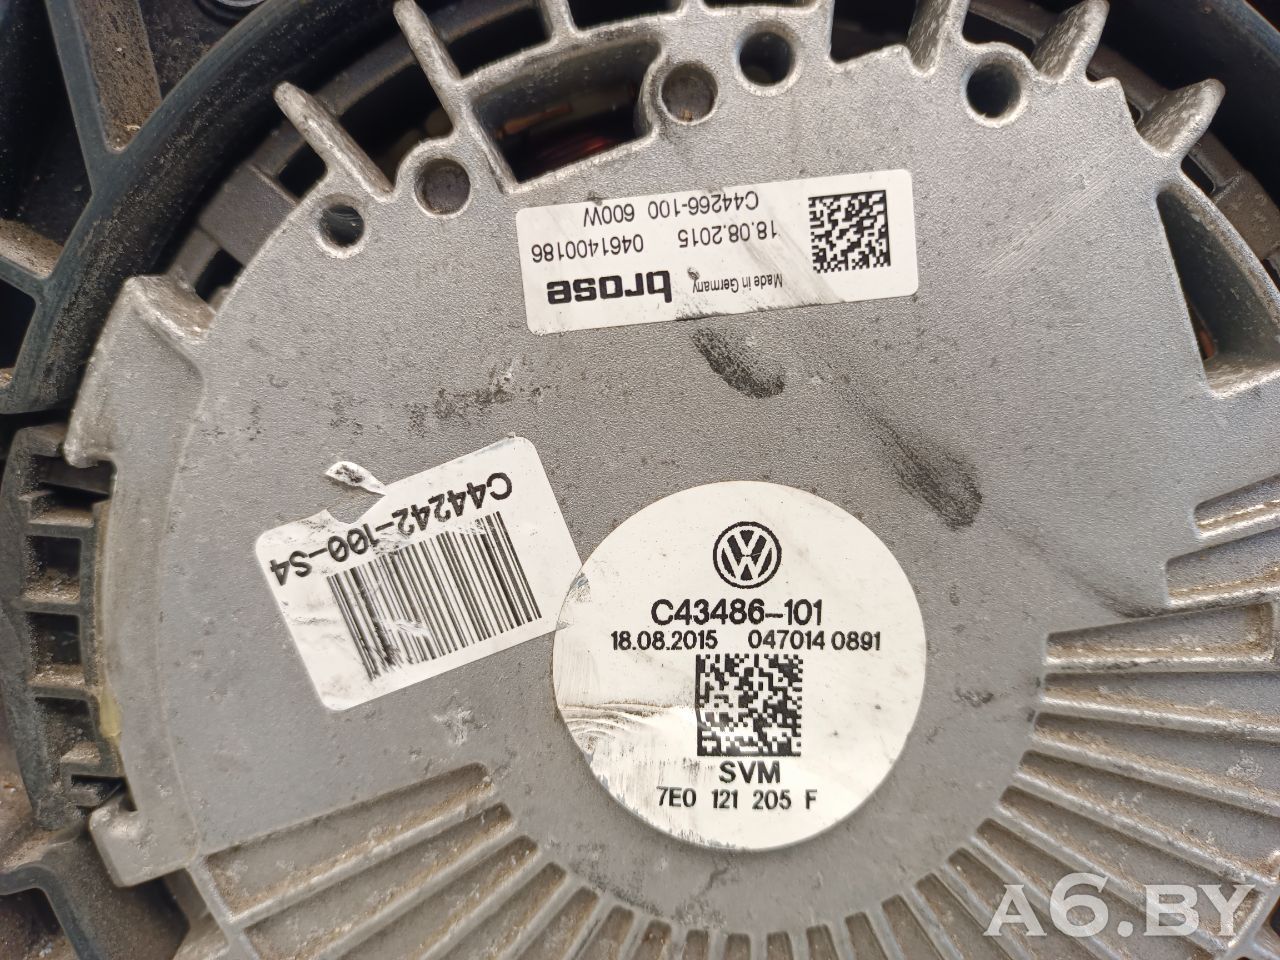 C44266-100 600W
18.08.2015 0461400186
Made in Germany
brose
C44242-100-S4
C43486-101
18.08.2015 047014 0891
SVM
7E0 121 205 F
A6.BY